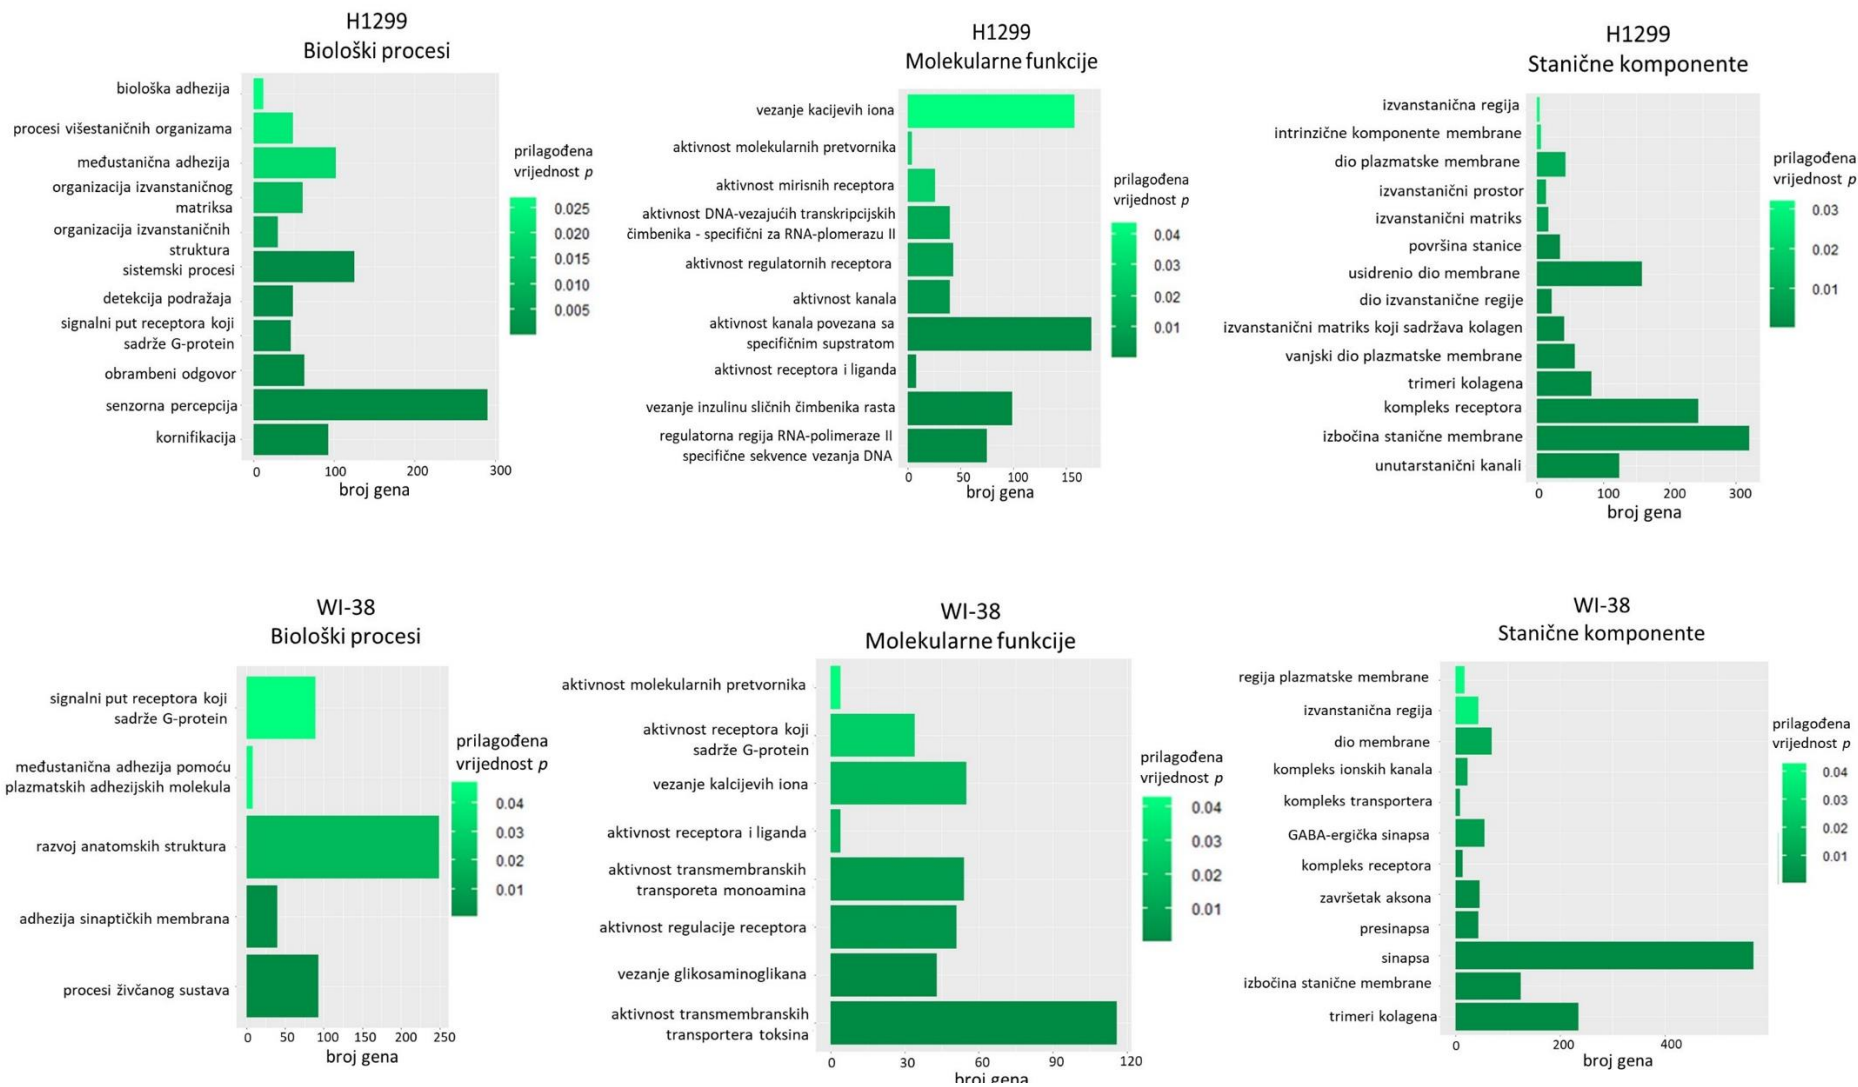 H1299
Biološki procesi
biološka adhezija
procesi višestaničnih organizama
međustanična adhezija
organizacija izvanstaničnog
matriksa
organizacija izvanstaničnih
struktura
sistemski procesi
detekcija podražaja
signalni put receptora koji
sadrže G-protein
obrambeni odgovor
senzorna percepcija
kornifikacija
0 100 200 300
broj gena
prilagođena
vrijednost p
0.025
0.020
0.015
0.010
0.005
H1299
Molekularne funkcije
vezanje kacijevih iona
aktivnost molekularnih pretvornika
aktivnost mirisnih receptora
aktivnost DNA-vezajućih transkripcijskih
čimbenika - specifični za RNA-plomerazu II
aktivnost regulatornih receptora
aktivnost kanala
aktivnost kanala povezana sa
specifičnim supstratom
aktivnost receptora i liganda
vezanje inzulinu sličnih čimbenika rasta
regulatorna regija RNA-polimeraze II
specifične sekvence vezanja DNA
0 50 100 150
broj gena
prilagođena
vrijednost p
0.04
0.03
0.02
0.01
H1299
Stanične komponente
izvanstanična regija
intrinzične komponente membrane
dio plazmatske membrane
izvanstanični prostor
izvanstanični matriks
površina stanice
usidrenio dio membrane
dio izvanstanične regije
izvanstanični matriks koji sadržava kolagen
vanjski dio plazmatske membrane
trimeri kolagena
kompleks receptora
izbočina stanične membrane
unutarstanični kanali
0 100 200 300
broj gena
prilagođena
vrijednost p
0.03
0.02
0.01
WI-38
Biološki procesi
signalni put receptora koji
sadrže G-protein
međustanična adhezija pomoću
plazmatskih adhezijskih molekula
razvoj anatomskih struktura
adhezija sinaptičkih membrana
procesi živčanog sustava
0 50 100 150 200 250
broj gena
prilagođena
vrijednost p
0.04
0.03
0.02
0.01
WI-38
Molekularne funkcije
aktivnost molekularnih pretvornika
aktivnost receptora koji
sadrže G-protein
vezanje kalcijevih iona
aktivnost receptora i liganda
aktivnost transmembranskih
transporeta monoamina
aktivnost regulacije receptora
vezanje glikosaminoglikana
aktivnost transmembranskih
transportera toksina
0 30 60 90 120
broj gena
prilagođena
vrijednost p
0.04
0.03
0.02
0.01
WI-38
Stanične komponente
regija plazmatske membrane
izvanstanična regija
dio membrane
kompleks ionskih kanala
kompleks transportera
GABA-ergička sinapsa
kompleks receptora
završetak aksona
presinapsa
sinapsa
izbočina stanične membrane
trimeri kolagena
0 200 400
broj gena
prilagođena
vrijednost p
0.04
0.03
0.02
0.01